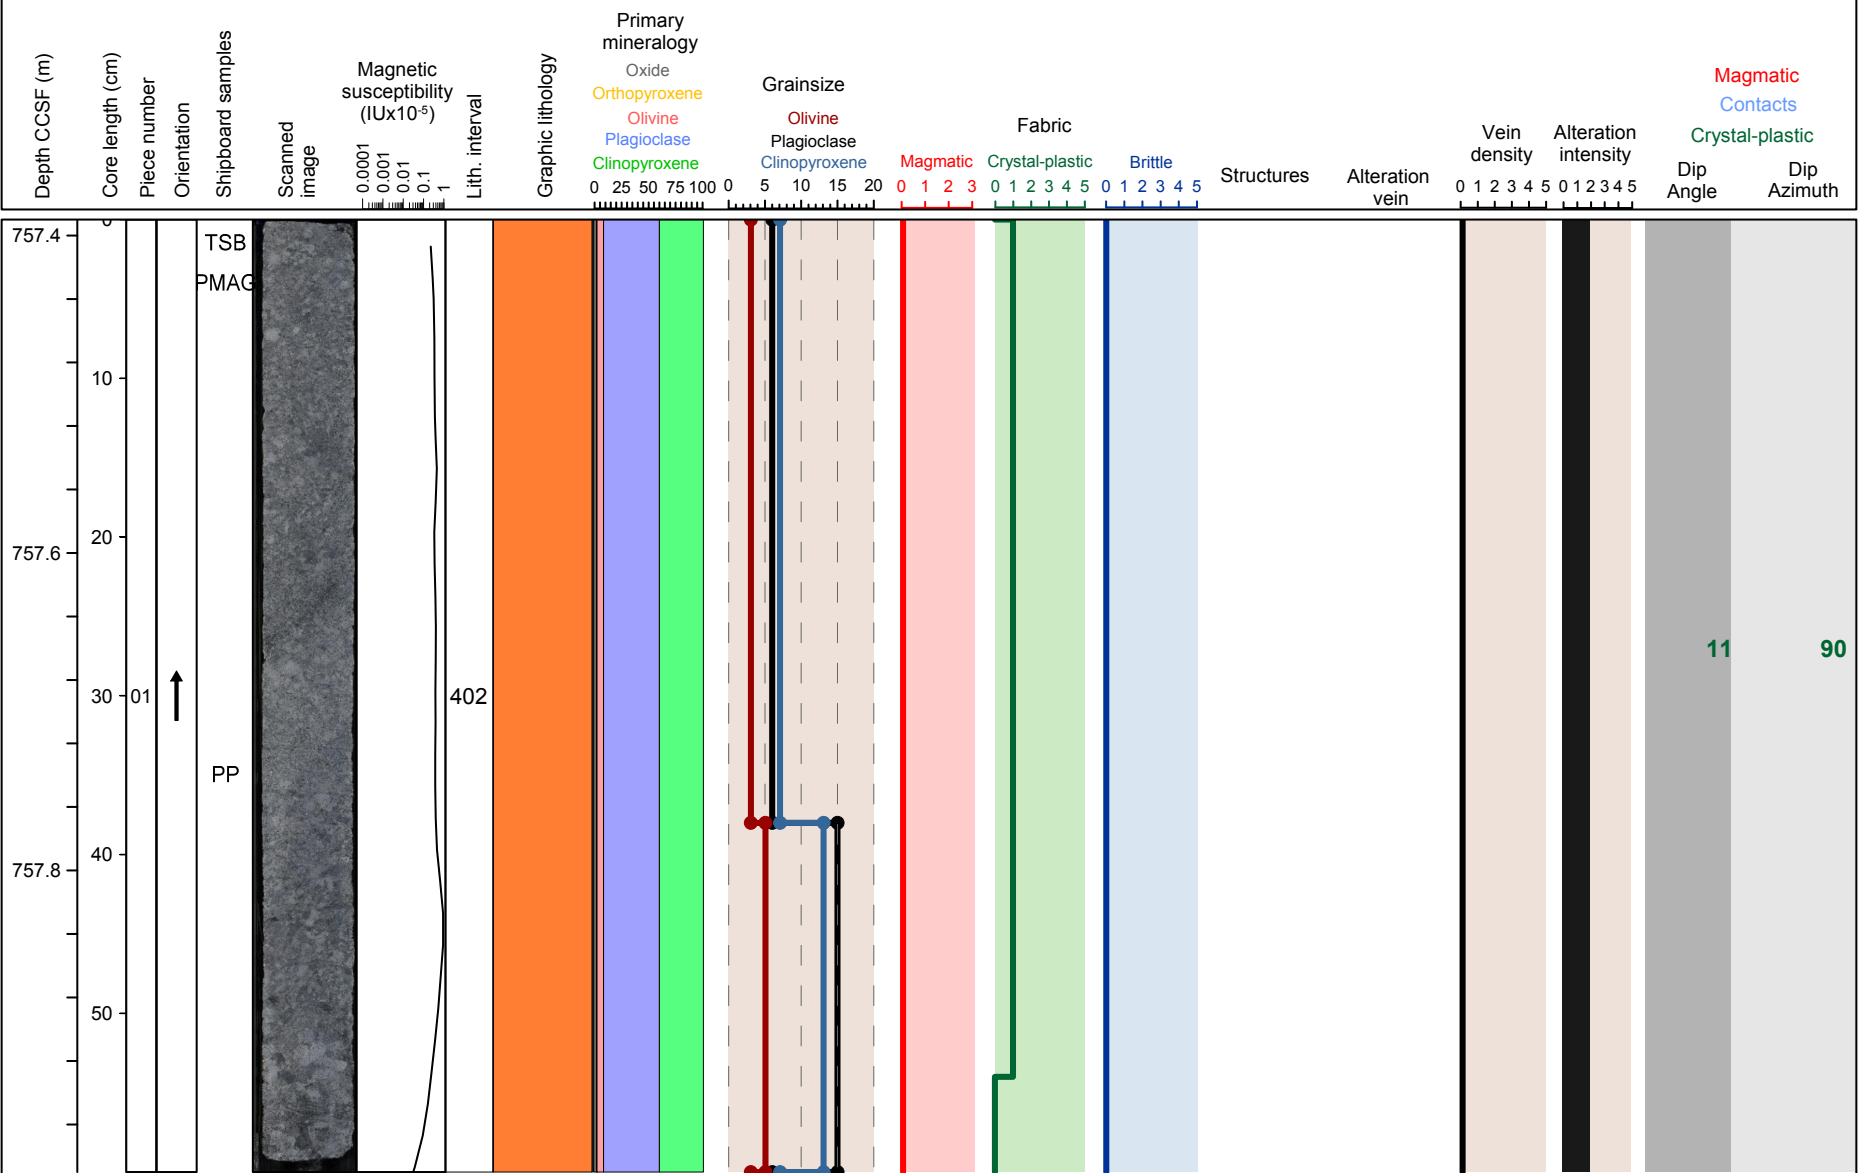 Depth CCSF (m)
Core length (cm)
Piece number
Orientation
Shipboard samples
Scanned
image
Magnetic
susceptibility
(IUx10-5)
0.0001
0.001
0.01
0.1
1
Lith. interval
Graphic lithology
Primary
mineralogy
Oxide
Orthopyroxene
Olivine
Plagioclase
Clinopyroxene
0 25 50 75 100
Grainsize
Olivine
Plagioclase
Clinopyroxene
0 5 10 15 20
Fabric
Magmatic
0 1 2 3
Crystal-plastic
0 1 2 3 4 5
Brittle
0 1 2 3 4 5
Structures
Alteration
vein
Vein
density
0 1 2 3 4 5
Alteration
intensity
0 1 2 3 4 5
Magmatic
Contacts
Crystal-plastic
Dip
Angle
Dip
Azimuth
0
757.4
TSB
PMAG
10
20
757.6
11 90
30 01 402
PP
40
757.8
50